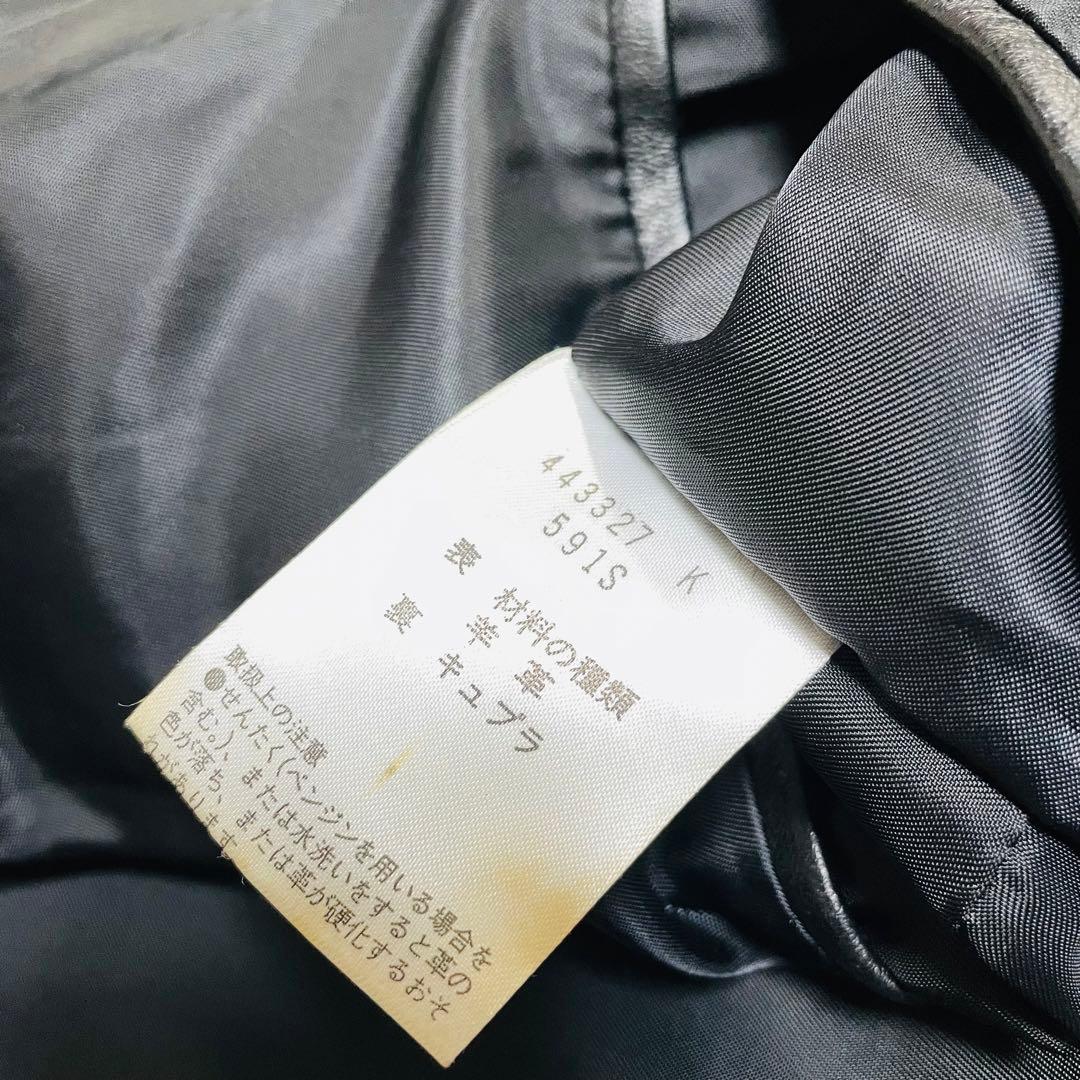 443327 K
591S
材料の種類
表 羊革
裏 キュプラ
取扱上の注意
●せんたく(ベンジンを用いる場合を
含む。)、または水洗いをすると革の
色が落ち、または革が硬化するおそ
りがあります